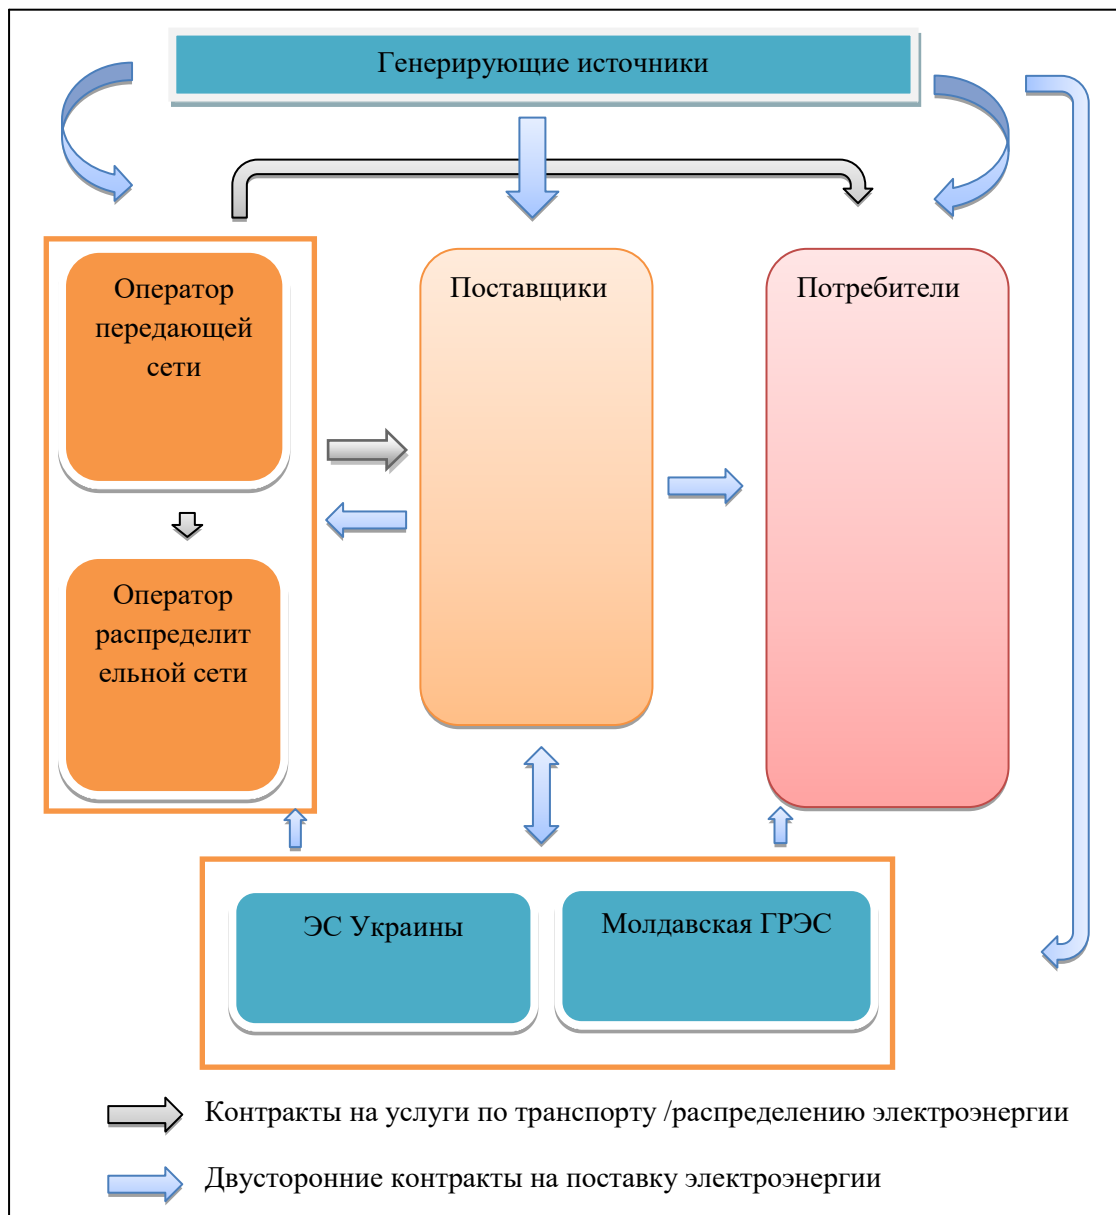 Генерирующие источники
Оператор
передающей
сети
Поставщики
Потребители
Оператор
распределит
ельной сети
ЭС Украины
Молдавская ГРЭС
Контракты на услуги по транспорту /распределению электроэнергии
Двусторонние контракты на поставку электроэнергии